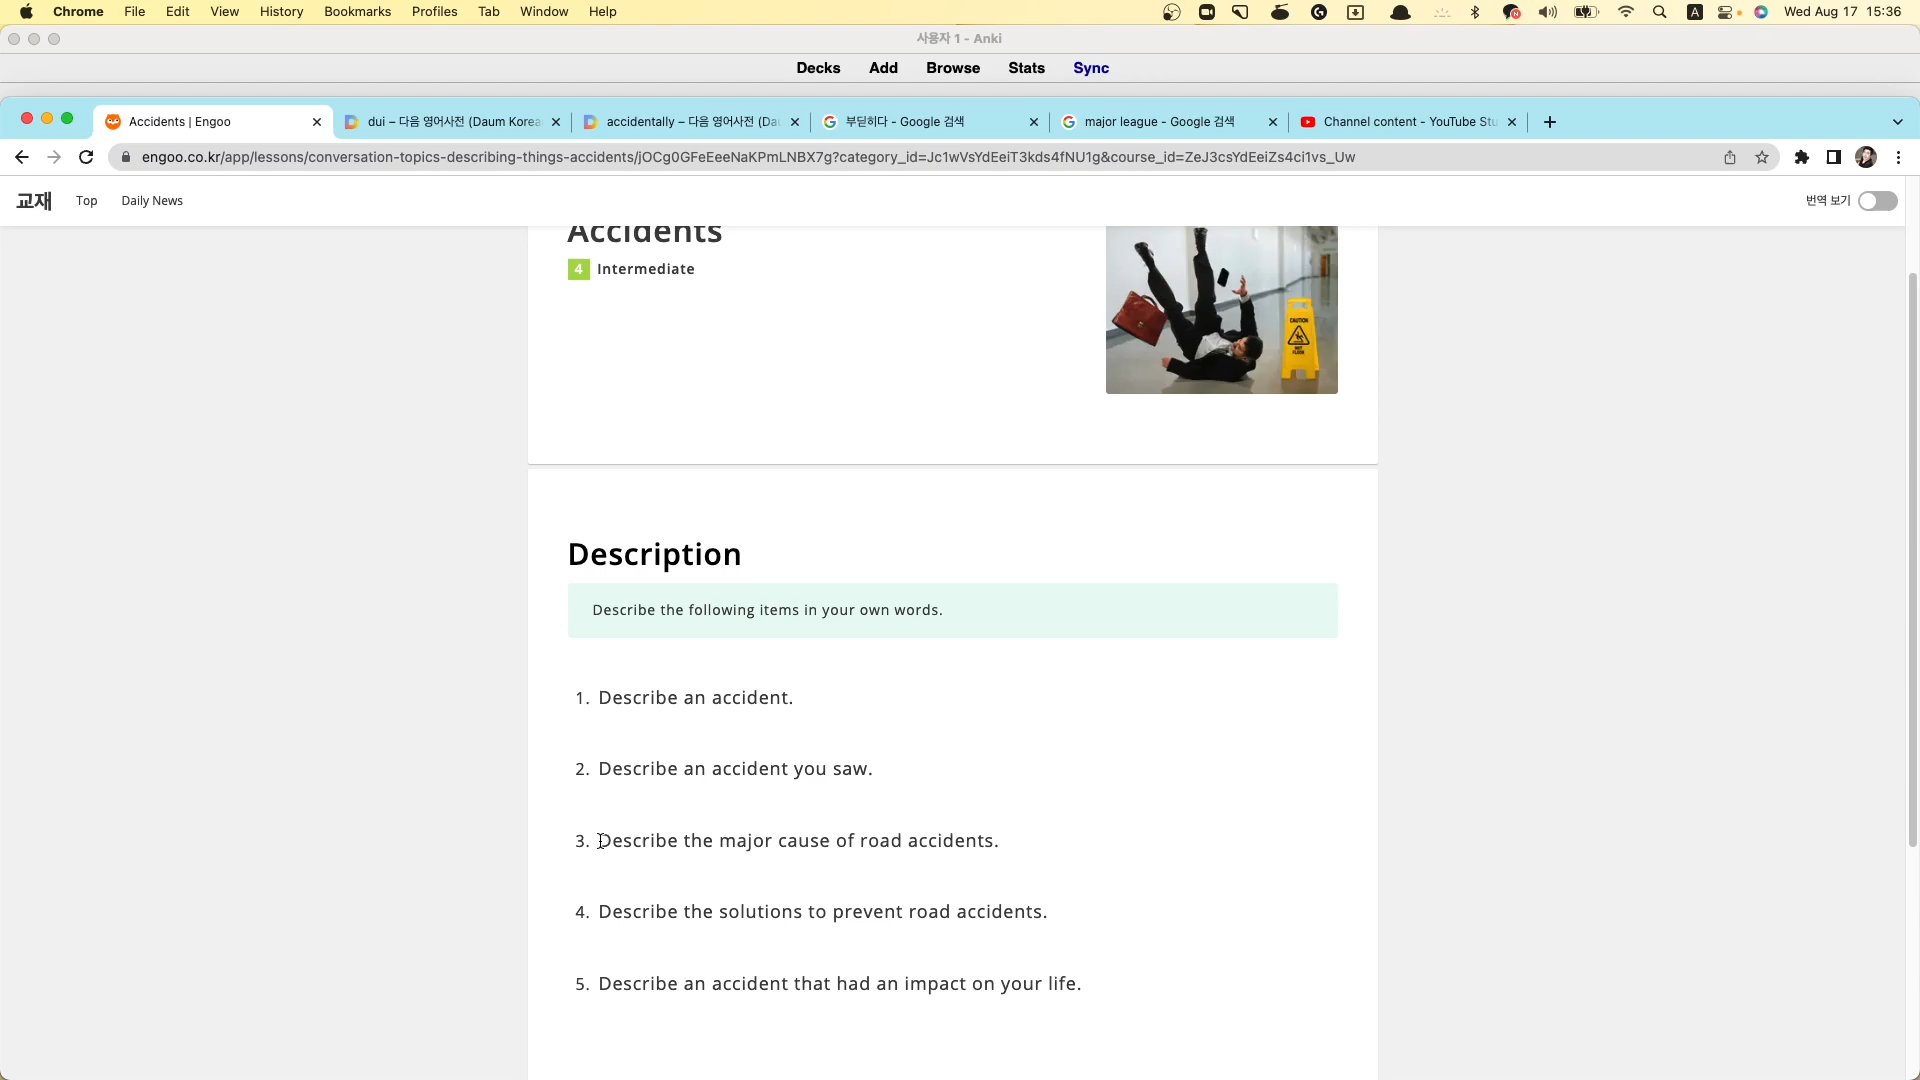 Chrome File Edit View History Bookmarks Profiles Tab Window Help A Wed Aug 17 15:36
사용자 1 - Anki
Decks Add Browse Stats Sync
Accidents | Engoo
dui – 다음 영어사전 (Daum Korea
accidentally – 다음 영어사전 (Da
부딛히다 - Google 검색
major league - Google 검색
Channel content - YouTube Stu
engoo.co.kr/app/lessons/conversation-topics-describing-things-accidents/jOCg0GFeEeeNaKPmLNBX7g?category_id=Jc1wVsYdEeiT3kds4fNU1g&course_id=ZeJ3csYdEeiZs4ci1vs_Uw
교재 Top Daily News 번역 보기
Accidents
4 Intermediate
CAUTION
WET
FLOOR
Description
Describe the following items in your own words.
1. Describe an accident.
2. Describe an accident you saw.
3. Describe the major cause of road accidents.
4. Describe the solutions to prevent road accidents.
5. Describe an accident that had an impact on your life.